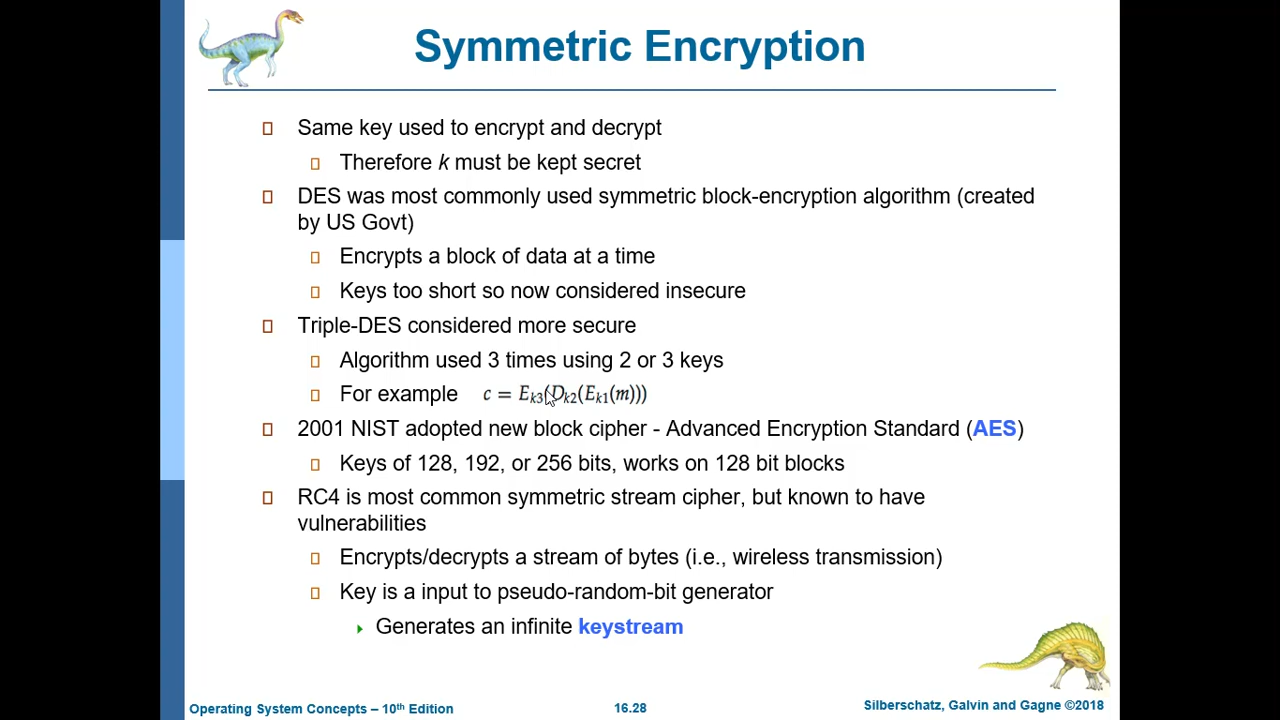 Symmetric Encryption
Same key used to encrypt and decrypt
Therefore k must be kept secret
DES was most commonly used symmetric block-encryption algorithm (created
by US Govt)
Encrypts a block of data at a time
Keys too short so now considered insecure
Triple-DES considered more secure
Algorithm used 3 times using 2 or 3 keys
For example c = Ek3(Dk2(Ek1(m)))
2001 NIST adopted new block cipher - Advanced Encryption Standard (AES)
Keys of 128, 192, or 256 bits, works on 128 bit blocks
RC4 is most common symmetric stream cipher, but known to have
vulnerabilities
Encrypts/decrypts a stream of bytes (i.e., wireless transmission)
Key is a input to pseudo-random-bit generator
Generates an infinite keystream
Operating System Concepts – 10th Edition 16.28 Silberschatz, Galvin and Gagne ©2018